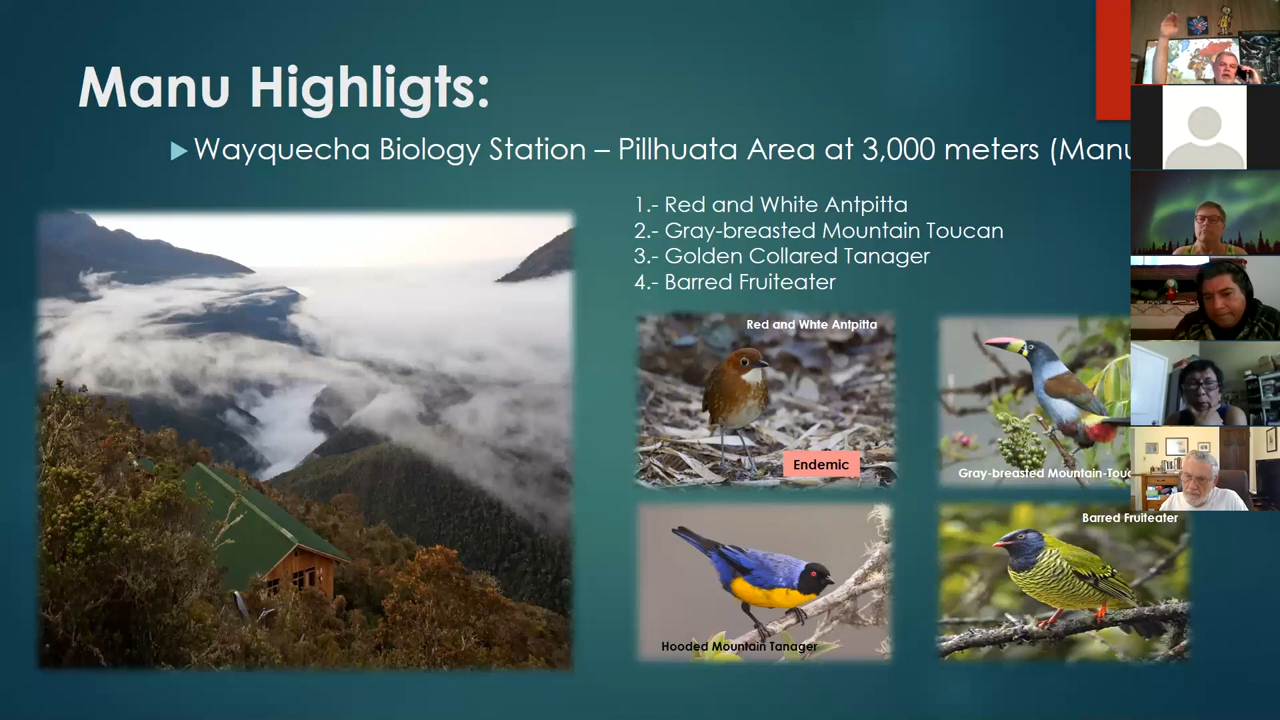 Manu Highligts:
Wayquecha Biology Station – Pillhuata Area at 3,000 meters (Manu
1.- Red and White Antpitta
2.- Gray-breasted Mountain Toucan
3.- Golden Collared Tanager
4.- Barred Fruiteater
Red and Whte Antpitta
Endemic
Gray-breasted Mountain-Touc
Hooded Mountain Tanager
Barred Fruiteater